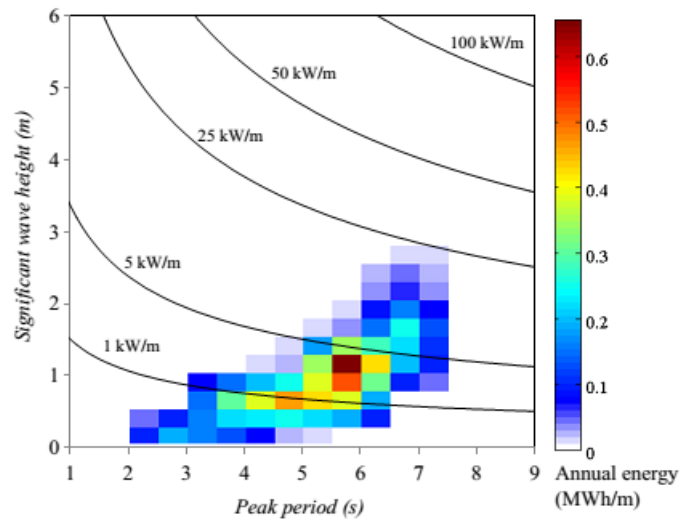 6
5
4
3
2
1
0
Significant wave height (m)
100 kW/m
50 kW/m
25 kW/m
5 kW/m
1 kW/m
1 2 3 4 5 6 7 8 9
Peak period (s)
0.6
0.5
0.4
0.3
0.2
0.1
0
Annual energy
(MWh/m)